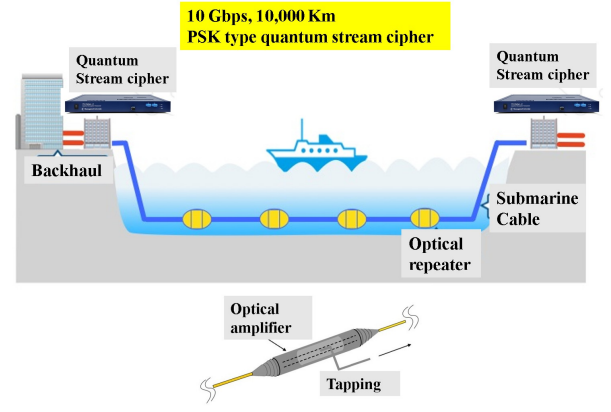 10 Gbps, 10,000 Km
PSK type quantum stream cipher
Quantum
Stream cipher
Quantum
Stream cipher
Backhaul
Submarine
Cable
Optical
repeater
Optical
amplifier
Tapping